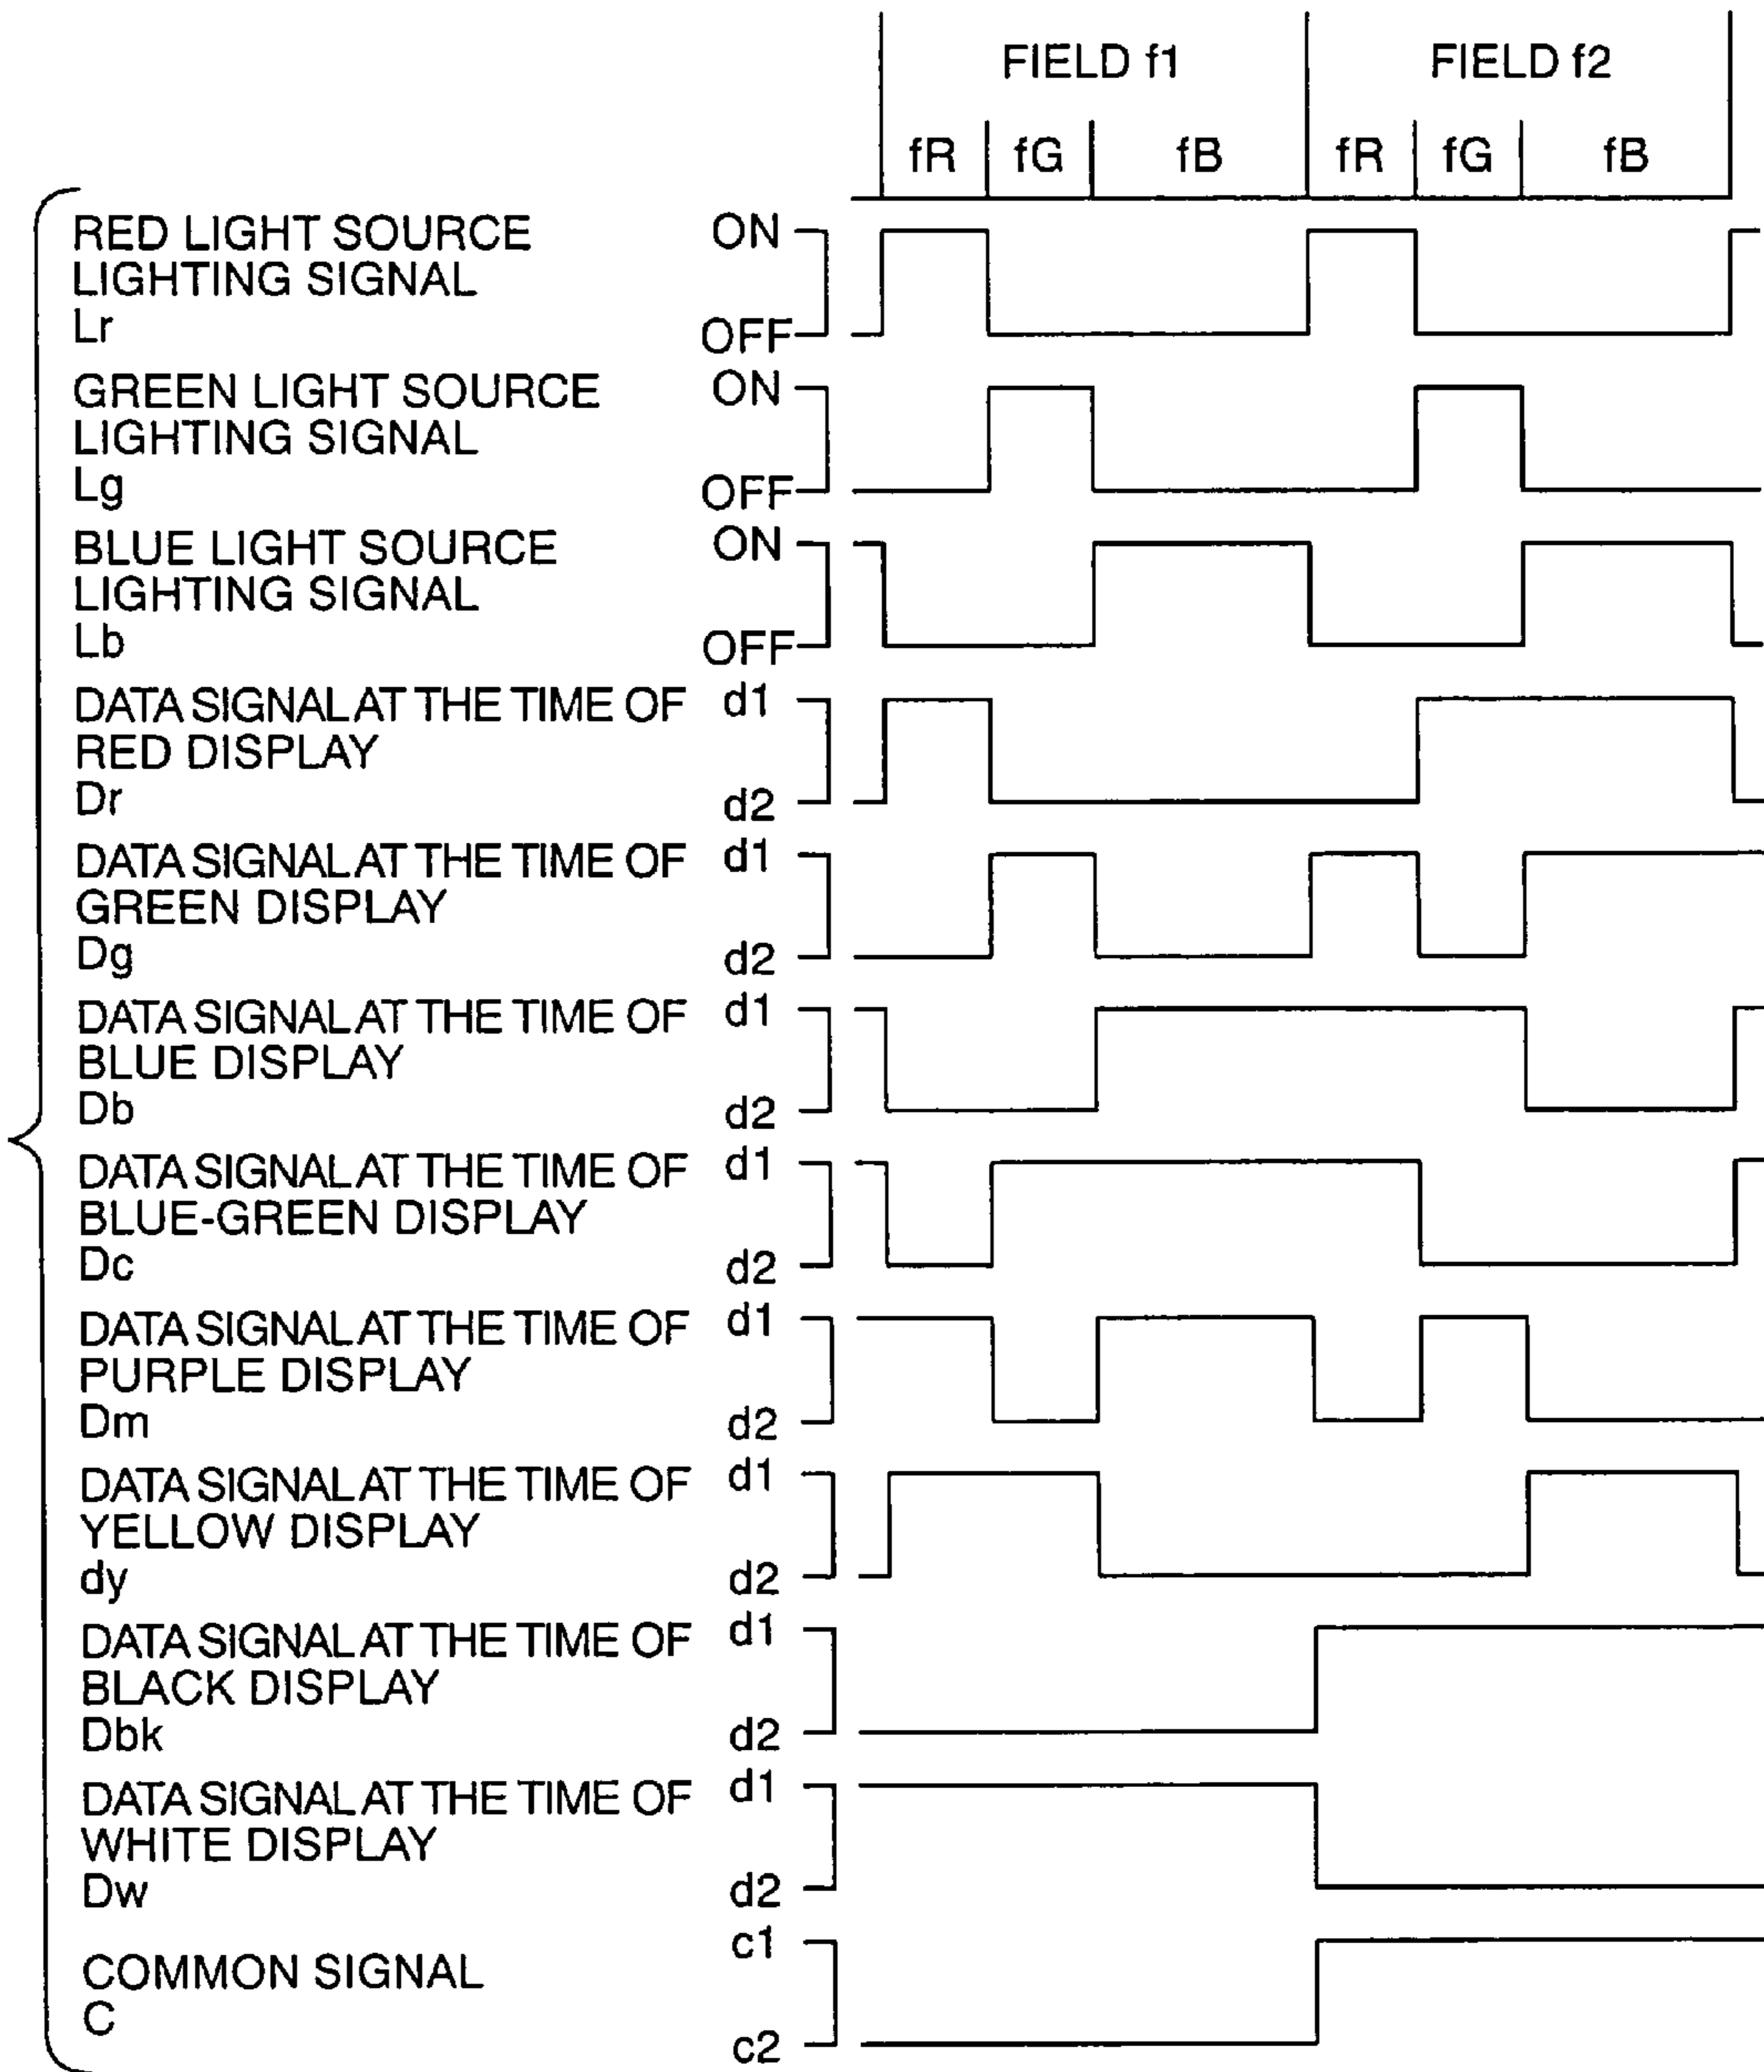 FIELD f1 FIELD f2
fR fG fB fR fG fB
RED LIGHT SOURCE ON
LIGHTING SIGNAL
Lr OFF
GREEN LIGHT SOURCE ON
LIGHTING SIGNAL
Lg OFF
BLUE LIGHT SOURCE ON
LIGHTING SIGNAL
Lb OFF
DATA SIGNAL AT THE TIME OF d1
RED DISPLAY
Dr d2
DATA SIGNAL AT THE TIME OF d1
GREEN DISPLAY
Dg d2
DATA SIGNAL AT THE TIME OF d1
BLUE DISPLAY
Db d2
DATA SIGNAL AT THE TIME OF d1
BLUE-GREEN DISPLAY
Dc d2
DATA SIGNAL AT THE TIME OF d1
PURPLE DISPLAY
Dm d2
DATA SIGNAL AT THE TIME OF d1
YELLOW DISPLAY
dy d2
DATA SIGNAL AT THE TIME OF d1
BLACK DISPLAY
Dbk d2
DATA SIGNAL AT THE TIME OF d1
WHITE DISPLAY
Dw d2
c1
COMMON SIGNAL
C
c2